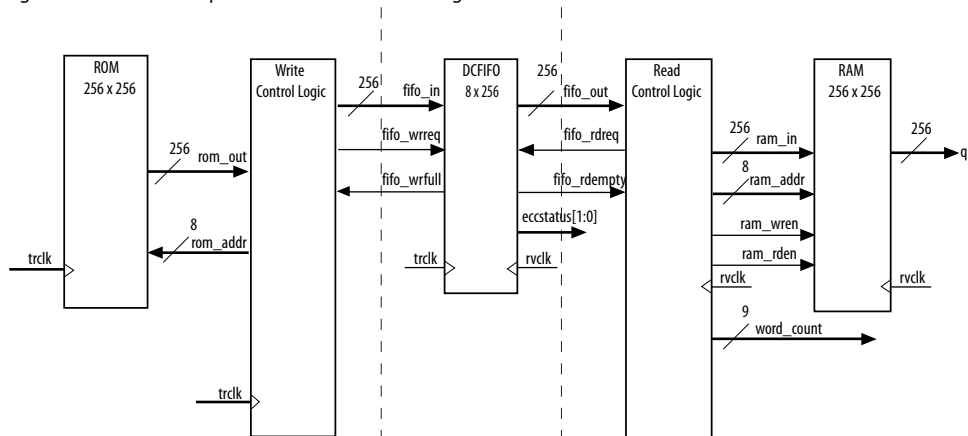 ROM
256 x 256
Write
Control Logic
DCFIFO
8 x 256
Read
Control Logic
RAM
256 x 256
256
fifo_in
256
fifo_out
fifo_wrreq
fifo_rdreq
256
rom_out
256
ram_in
256
q
fifo_wrfull
fifo_rdempty
8
ram_addr
8
rom_addr
eccstatus[1:0]
ram_wren
ram_rden
trclk
trclk
rvclk
rvclk
rvclk
9
word_count
trclk